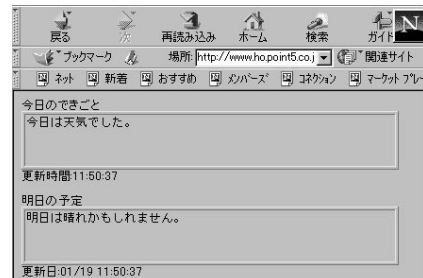 戻る 次 再読み込み ホーム 検索 ガイド N
ブックマーク 場所: http://www.ho.point5.co.j 関連サイト
ネット 新着 おすすめ メンバーズ コネクション マーケットプレー
今日のできごと
今日は天気でした。
更新時間:11:50:37
明日の予定
明日は晴れかもしれません。
更新日:01/19 11:50:37